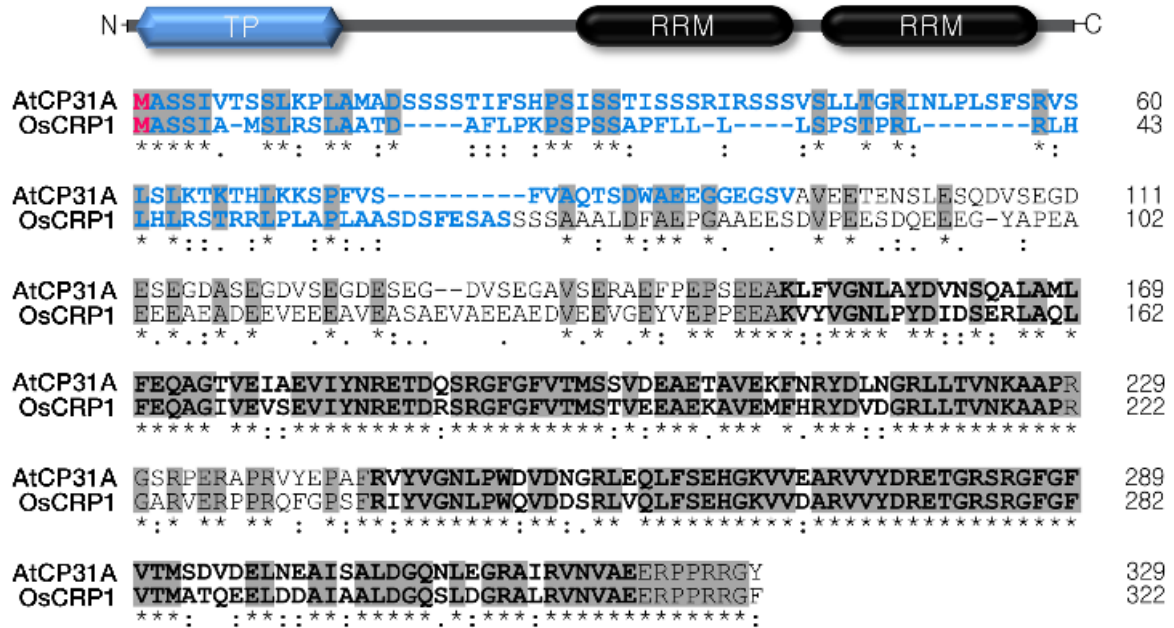 N TP RRM RRM C
AtCP31A MASSIVTSSLKPLAMADSSSSTIFSHPSISSTISSSRIRSSSVSLLTGRINLPLSFSRVS 60
OsCRP1 MASSIA-MSLRSLAATD----AFLPKPSPSSAPFLL-L----LSPSTPRL-------RLH 43
*****. **: ** * ::: :** **: : :* * *: *:
AtCP31A LSLKTKTHLKKSPFVS---------FVAQTSDWAEEGGEGSVAVEETENSLESQDVSEGD 111
OsCRP1 LHLRSTRRLPLAPLAASDSFESASSSSAAALDFAEPGAAEESDVPEESDQEEEG-YAPEA 102
* *::. :* :*:.: * : *:** *. . * * .:. *. :
AtCP31A ESEGDASEGDVSEGDESEG--DVSEGAVSERAEFPEPSEEAKLFVGNLAYDVNSQALAML 169
OsCRP1 EEEAEADEEVEEEAVEASAEVAEEAEDVEEVGEYVEPPEEAKVYVGNLPYDIDSERLAQL 162
*.*.:*.* .*. *:.. . *.* .*: **.****::****.**::*: ** *
AtCP31A FEQAGTVEIAEVIYNRETDQSRGFGFVTMSSVDEAETAVEKFNRYDLNGRLLTVNKAAPR 229
OsCRP1 FEQAGIVEVSEVIYNRETDRSRGFGFVTMSTVEEAEKAVEMFHRYDVDGRLLTVNKAAPR 222
***** **::*********:**********:*:***.*** *.***::************
AtCP31A GSRPERAPRVYEPAFRVYVGNLPWDVDNGRLEQLFSEHGKVVEARVVYDRETGRSRGFGF 289
OsCRP1 GARVERPPRQFGPSFRIYVGNLPWQVDDSRLVQLFSEHGKVVDARVVYDRETGRSRGFGF 282
*:* ** ** : *:**:*******:**:.** **********:*****************
AtCP31A VTMSDVDELNEAISALDGQNLEGRAIRVNVAEERPPRRGY 329
OsCRP1 VTMATQEELDDAIAALDGQSLDGRALRVNVAEERPPRRGF 322
***: :**::**:*****.*:***:*************: